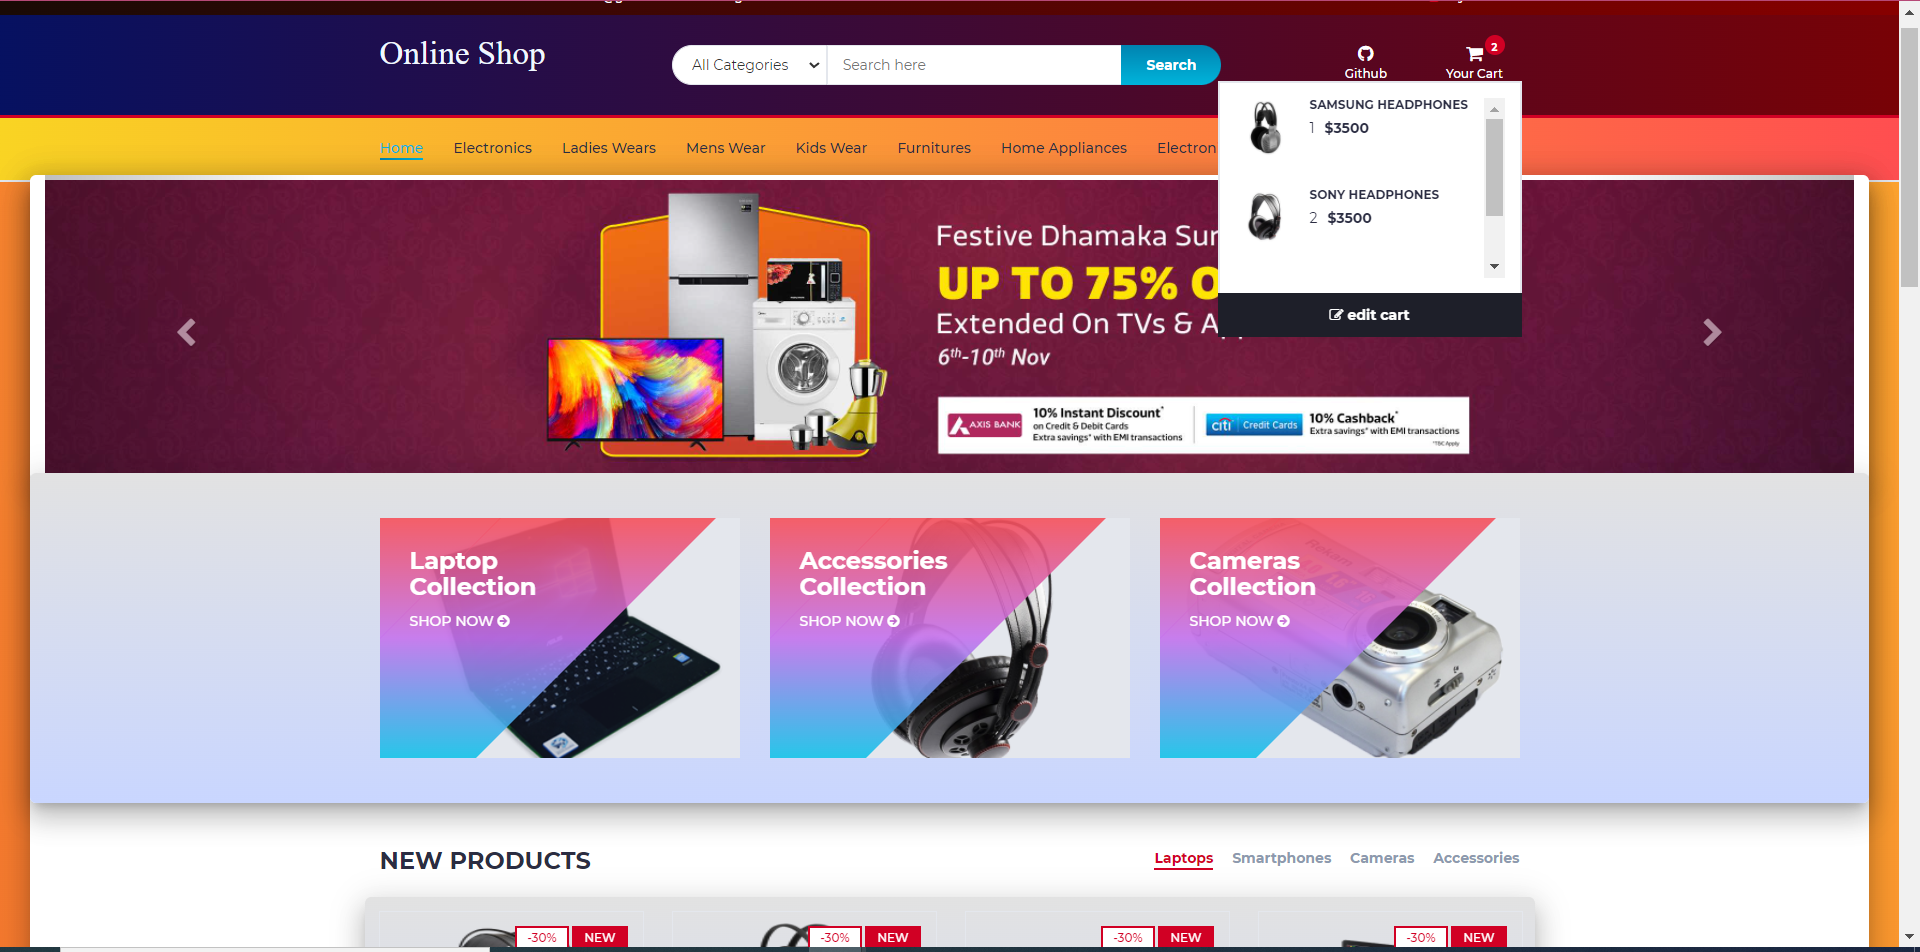 Online Shop
All Categories
Search here
Search
Github
2
Your Cart
SAMSUNG HEADPHONES
1 $3500
SONY HEADPHONES
2 $3500
edit cart
Home
Electronics
Ladies Wears
Mens Wear
Kids Wear
Furnitures
Home Appliances
Electron
Festive Dhamaka Sur
UP TO 75% O
Extended On TVs & A
6th-10th Nov
AXIS BANK
10% Instant Discount*
on Credit & Debit Cards
Extra savings* with EMI transactions
citi Credit Cards
10% Cashback*
Extra savings* with EMI transactions
*T&C Apply
Laptop
Collection
SHOP NOW
Accessories
Collection
SHOP NOW
Cameras
Collection
SHOP NOW
NEW PRODUCTS
Laptops
Smartphones
Cameras
Accessories
-30%
NEW
-30%
NEW
-30%
NEW
-30%
NEW